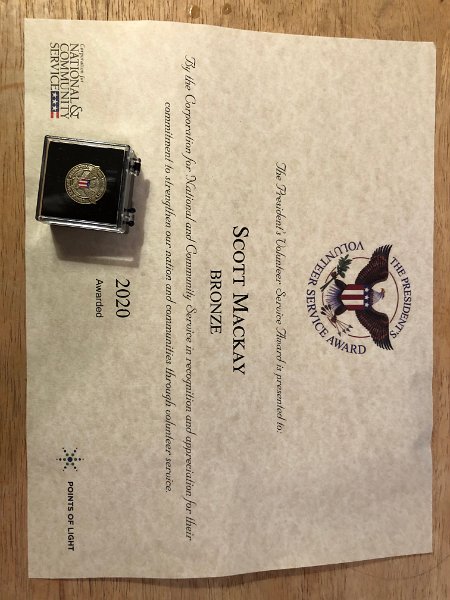 THE PRESIDENT'S
VOLUNTEER SERVICE AWARD
The President's Volunteer Service Award is presented to:
SCOTT MACKAY
BRONZE
By the Corporation for National and Community Service in recognition and appreciation for their
commitment to strengthen our nation and communities through volunteer service.
2020
Awarded
Corporation for
NATIONAL &
COMMUNITY
SERVICE
POINTS OF LIGHT